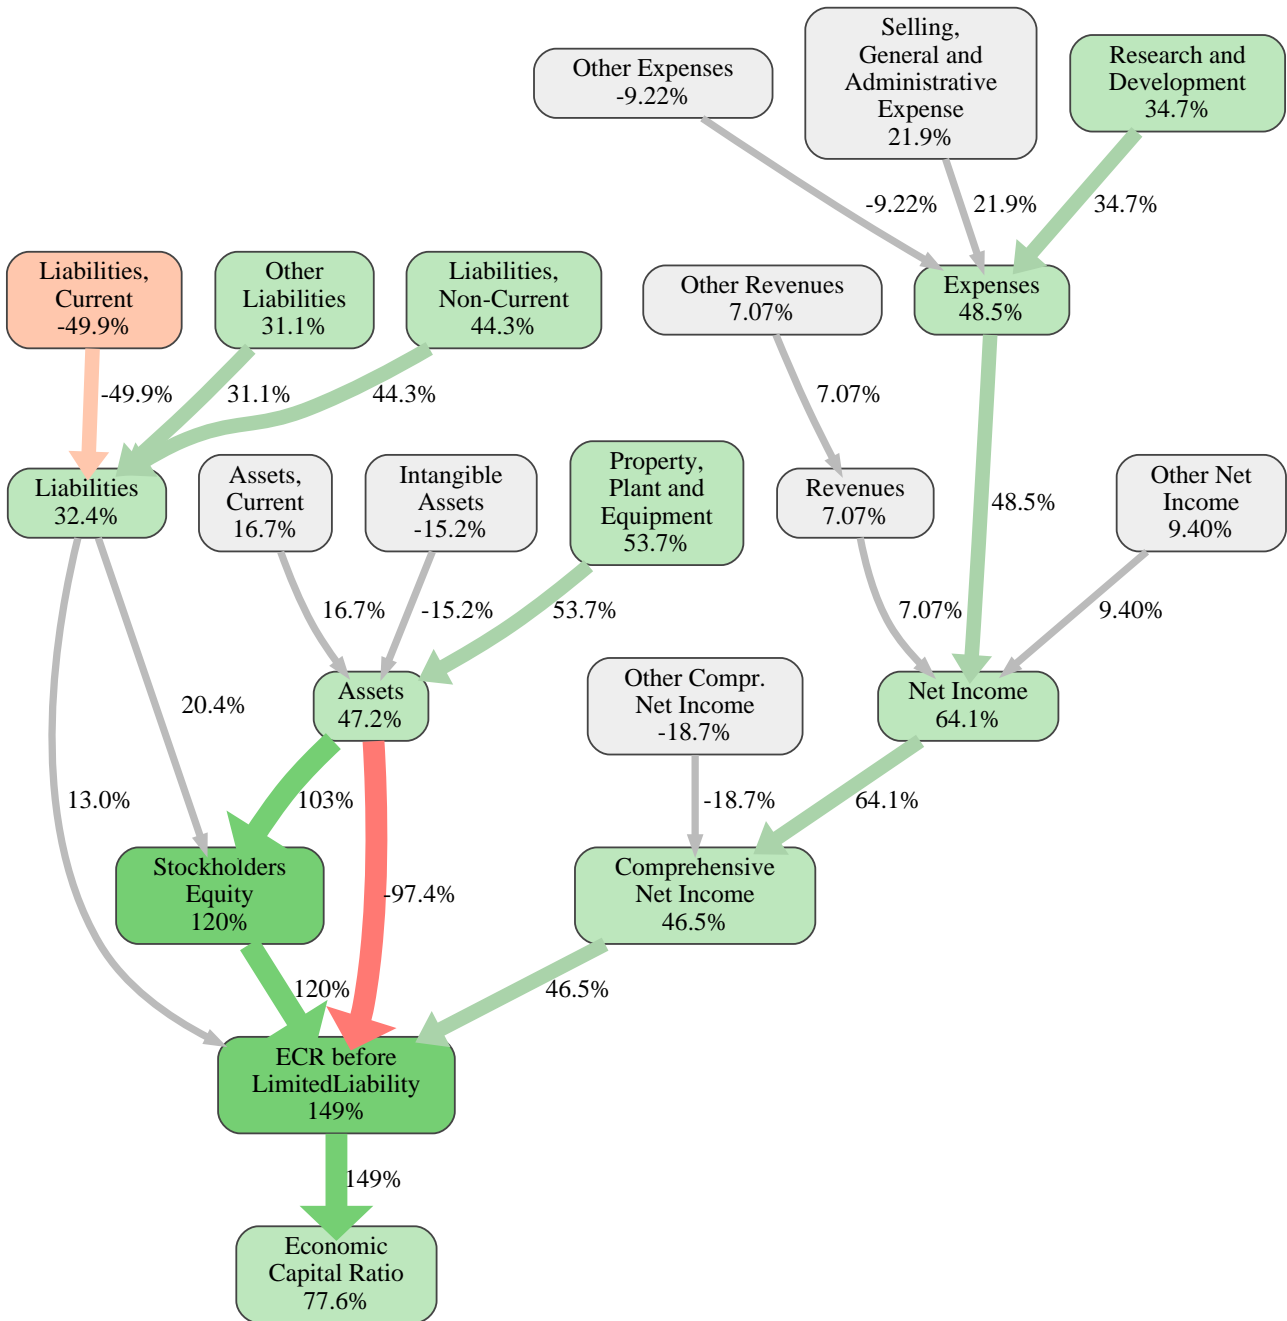 Selling,
General and
Administrative
Expense
21.9%
Other Expenses
-9.22%
Research and
Development
34.7%
-9.22%
21.9%
34.7%
Liabilities,
Current
-49.9%
Other
Liabilities
31.1%
Liabilities,
Non-Current
44.3%
Other Revenues
7.07%
Expenses
48.5%
-49.9%
31.1%
44.3%
7.07%
Liabilities
32.4%
Assets,
Current
16.7%
Intangible
Assets
-15.2%
Property,
Plant and
Equipment
53.7%
Revenues
7.07%
48.5%
Other Net
Income
9.40%
16.7%
-15.2%
53.7%
7.07%
9.40%
20.4%
Assets
47.2%
Other Compr.
Net Income
-18.7%
Net Income
64.1%
13.0%
103%
-18.7%
64.1%
Stockholders
Equity
120%
-97.4%
Comprehensive
Net Income
46.5%
120%
46.5%
ECR before
LimitedLiability
149%
149%
Economic
Capital Ratio
77.6%